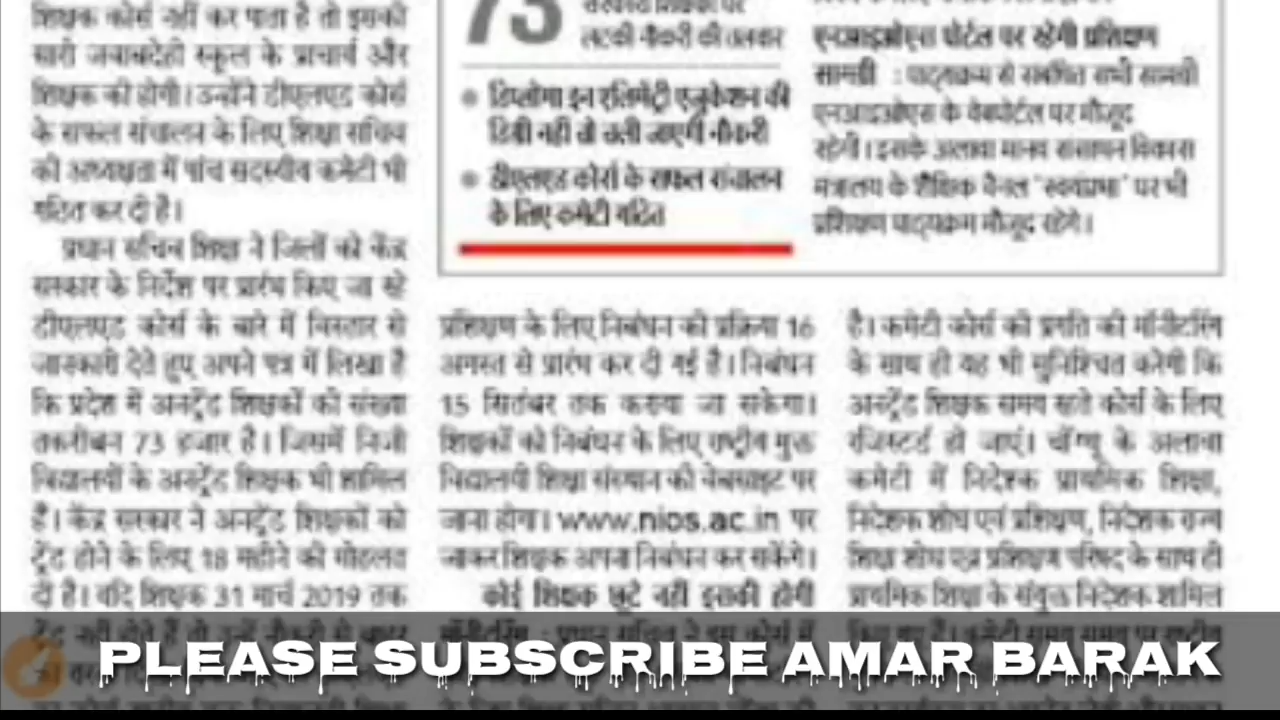 शिक्षक कोर्स नहीं कर पाता है तो इसकी
सारी जवाबदेही स्कूल के प्राचार्य और
शिक्षक की होगी। उन्होंने डीएलएड कोर्स
के सफल संचालन के लिए शिक्षा सचिव
की अध्यक्षता में पांच सदस्यीय कमेटी भी
गठित कर दी है।
प्रधान सचिव शिक्षा ने जिलों को केंद्र
सरकार के निर्देश पर प्रारंभ किए जा रहे
डीएलएड कोर्स के बारे में विस्तार से
जानकारी देते हुए अपने पत्र में लिखा है
कि प्रदेश में अनट्रेंड शिक्षकों की संख्या
तकरीबन 73 हजार है। जिसमें निजी
विद्यालयों के अनट्रेंड शिक्षक भी शामिल
हैं। केंद्र सरकार ने अनट्रेंड शिक्षकों को
ट्रेंड होने के लिए 18 महीने की मोहलत
दी है। यदि शिक्षक 31 मार्च 2019 तक
73
शिक्षकों पर
लटकी नौकरी की तलवार
डिप्लोमा इन एलिमेंट्री एजुकेशन की
डिग्री नहीं तो चली जाएगी नौकरी
डीएलएड कोर्स के सफल संचालन
के लिए कमेटी गठित
एनआइओएस पोर्टल पर रहेगी प्रशिक्षण
सामग्री : पाठ्यक्रम से संबंधित सभी सामग्री
एनआइओएस के वेबपोर्टल पर मौजूद
रहेगी। इसके अलावा मानव संसाधन विकास
मंत्रालय के शैक्षिक चैनल 'स्वयंप्रभा' पर भी
प्रशिक्षण पाठ्यक्रम मौजूद रहेंगे।
प्रशिक्षण के लिए निबंधन की प्रक्रिया 16
अगस्त से प्रारंभ कर दी गई है। निबंधन
15 सितंबर तक कराया जा सकेगा।
शिक्षकों को निबंधन के लिए राष्ट्रीय मुक्त
विद्यालयी शिक्षा संस्थान की वेबसाइट पर
जाना होगा। www.nios.ac.in पर
जाकर शिक्षक अपना निबंधन कर सकेंगे।
कोई शिक्षक छूटे नहीं इसकी होगी
है। कमेटी कोर्स की प्रगति की मॉनीटरिंग
के साथ ही यह भी सुनिश्चित करेगी कि
अनट्रेंड शिक्षक समय रहते कोर्स के लिए
रजिस्टर्ड हो जाएं। के अलावा
कमेटी में निदेशक प्राथमिक शिक्षा,
निदेशक शोध एवं प्रशिक्षण, निदेशक राज्य
शिक्षा शोध एवं प्रशिक्षण परिषद के साथ ही
प्राथमिक शिक्षा के संयुक्त निदेशक शामिल
PLEASE SUBSCRIBE AMAR BARAK